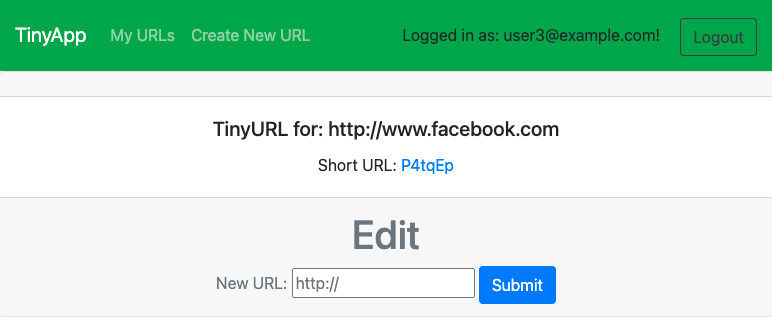 TinyApp My URLs Create New URL Logged in as: user3@example.com! Logout
TinyURL for: http://www.facebook.com
Short URL: P4tqEp
Edit
New URL: http:// Submit